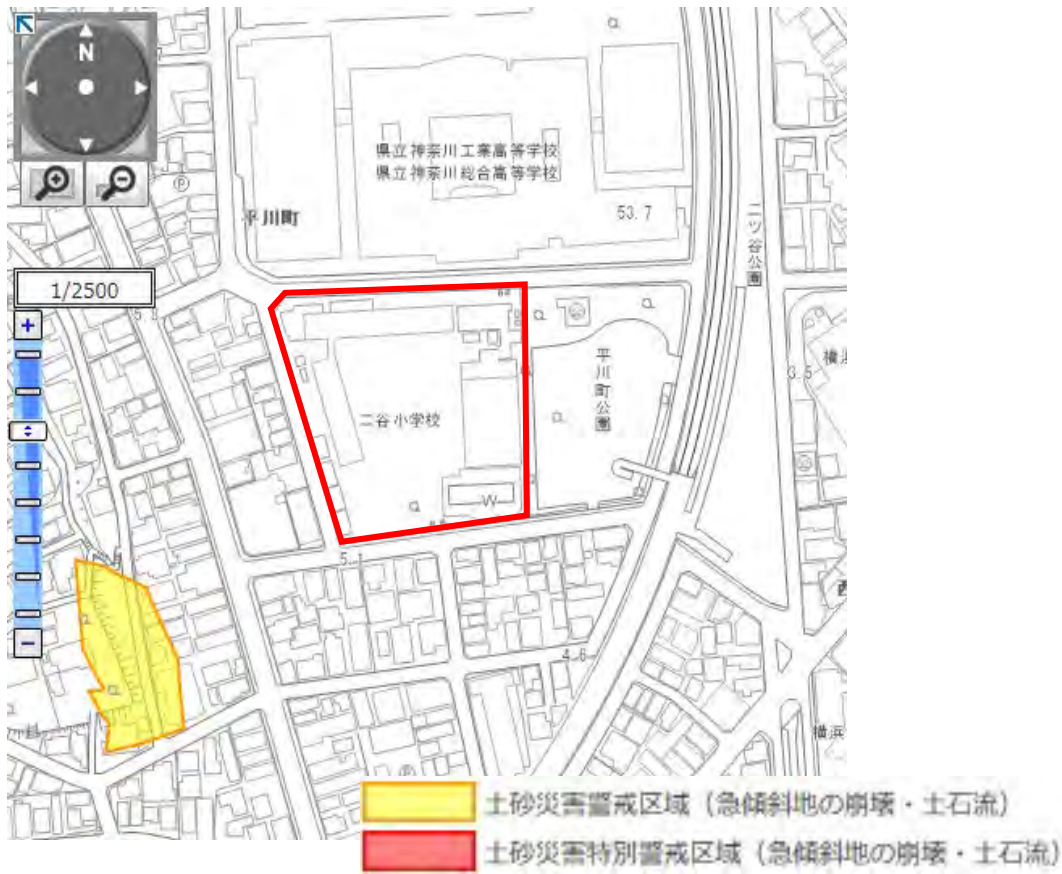 N
県立神奈川工業高等学校
県立神奈川総合高等学校
53.7
平川町
P
二ツ谷公園
1/2500
+
3.5
平川町公園
二谷小学校
W
5.1
4.6
−
土砂災害警戒区域（急傾斜地の崩壊・土石流）
土砂災害特別警戒区域（急傾斜地の崩壊・土石流）